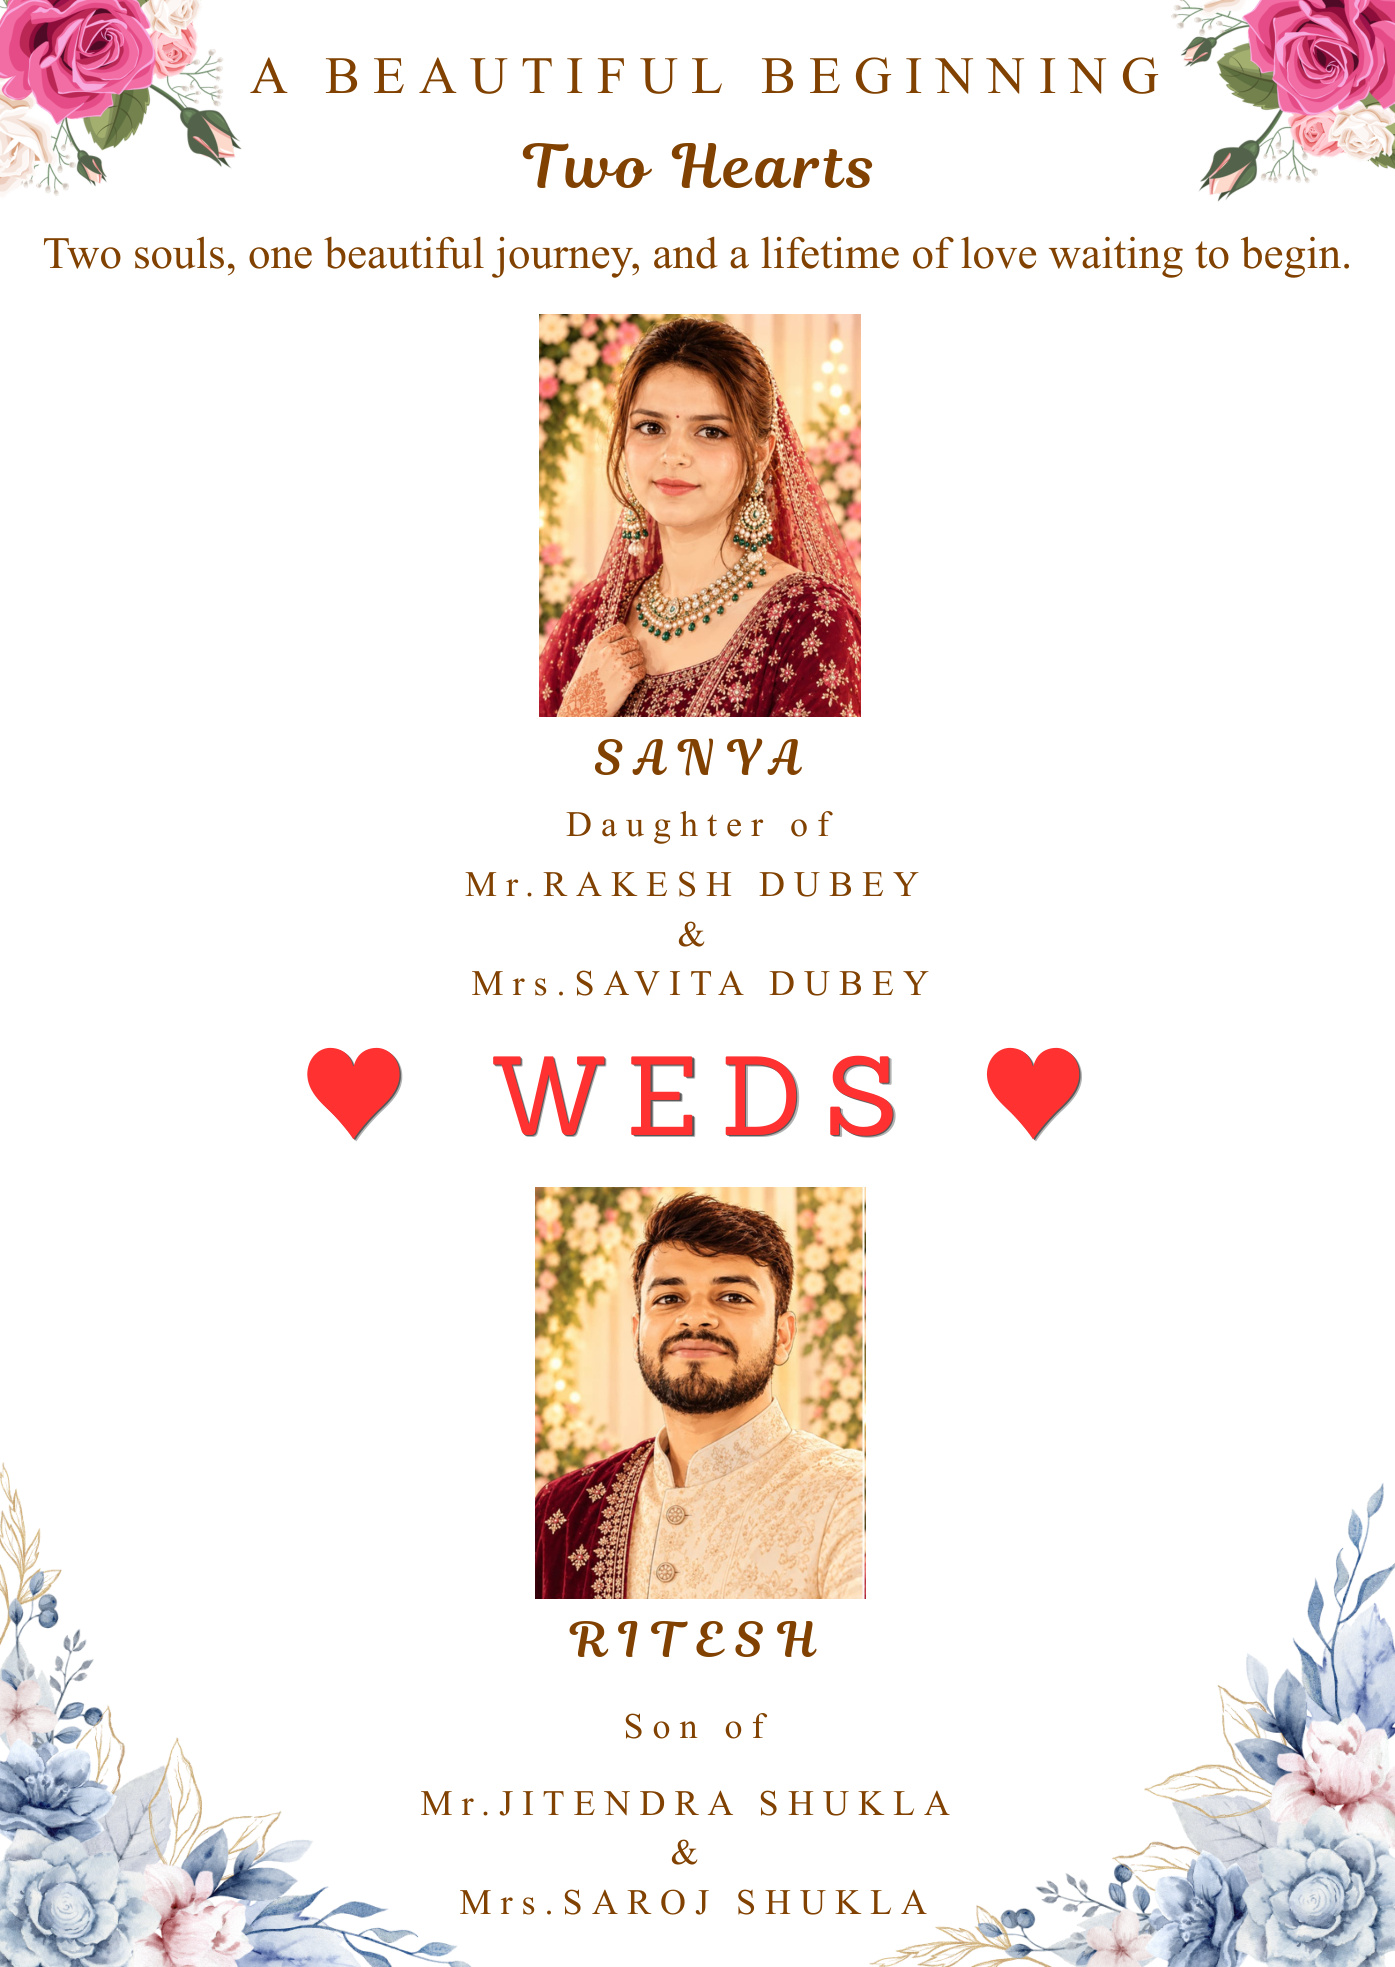 A BEAUTIFUL BEGINNING
Two Hearts
Two souls, one beautiful journey, and a lifetime of love waiting to begin.
SANYA
Daughter of
Mr.RAKESH DUBEY
&
Mrs.SAVITA DUBEY
♥ WEDS ♥
RITESH
Son of
Mr.JITENDRA SHUKLA
&
Mrs.SAROJ SHUKLA